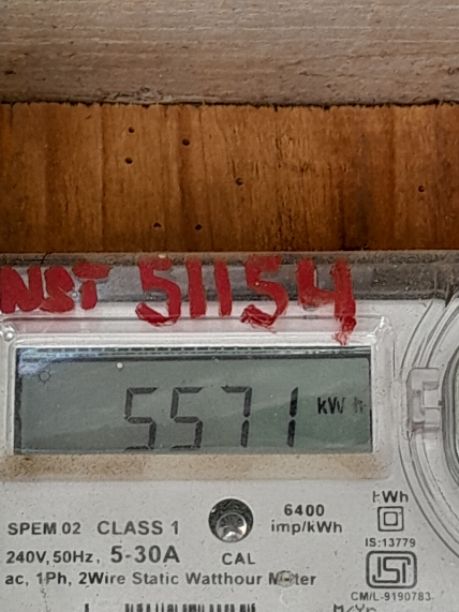 NST 51154
5571 kWh
6400
imp/kWh
kWh
SPEM 02 CLASS 1
IS:13779
240V, 50Hz, 5-30A
CAL
ac, 1Ph, 2Wire Static Watthour Meter
CM/L-9190783